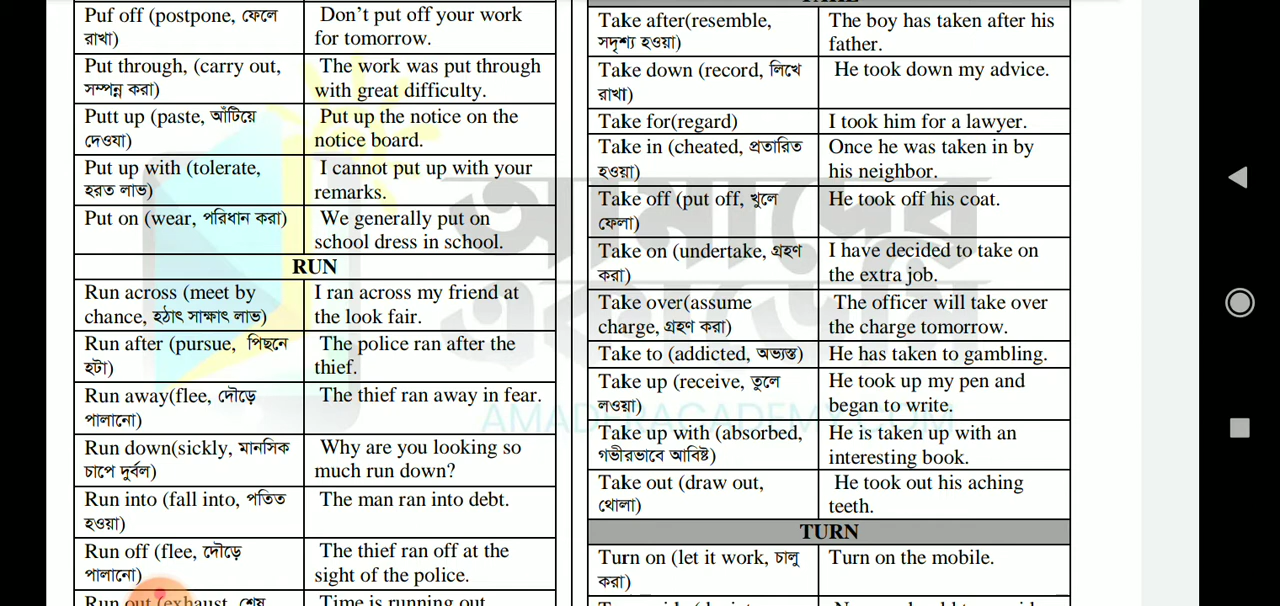 Puf off (postpone, ফেলে Don’t put off your work
রাখা) for tomorrow.
Put through, (carry out, The work was put through
সম্পন্ন করা) with great difficulty.
Putt up (paste, আঁটিয়ে Put up the notice on the
দেওযা) notice board.
Put up with (tolerate, I cannot put up with your
হরত লাভ) remarks.
Put on (wear, পরিধান করা) We generally put on
school dress in school.
RUN
Run across (meet by I ran across my friend at
chance, হঠাৎ সাক্ষাৎ লাভ) the look fair.
Run after (pursue, পিছনে The police ran after the
হটা) thief.
Run away(flee, দৌড়ে The thief ran away in fear.
পালানো)
Run down(sickly, মানসিক Why are you looking so
চাপে দুর্বল) much run down?
Run into (fall into, পতিত The man ran into debt.
হওয়া)
Run off (flee, দৌড়ে The thief ran off at the
পালানো) sight of the police.
Run out (exhaust, শেষ Time is running out.
Take after(resemble, The boy has taken after his
সদৃশ্য হওয়া) father.
Take down (record, লিখে He took down my advice.
রাখা)
Take for(regard) I took him for a lawyer.
Take in (cheated, প্রতারিত Once he was taken in by
হওয়া) his neighbor.
Take off (put off, খুলে He took off his coat.
ফেলা)
Take on (undertake, গ্রহণ I have decided to take on
করা) the extra job.
Take over(assume The officer will take over
charge, গ্রহণ করা) the charge tomorrow.
Take to (addicted, অভ্যস্ত) He has taken to gambling.
Take up (receive, তুলে He took up my pen and
লওয়া) began to write.
Take up with (absorbed, He is taken up with an
গভীরভাবে আবিষ্ট) interesting book.
Take out (draw out, He took out his aching
থোলা) teeth.
TURN
Turn on (let it work, চালু Turn on the mobile.
করা)
আমাদের
একাডেমি
AMADERACADEMY.COM